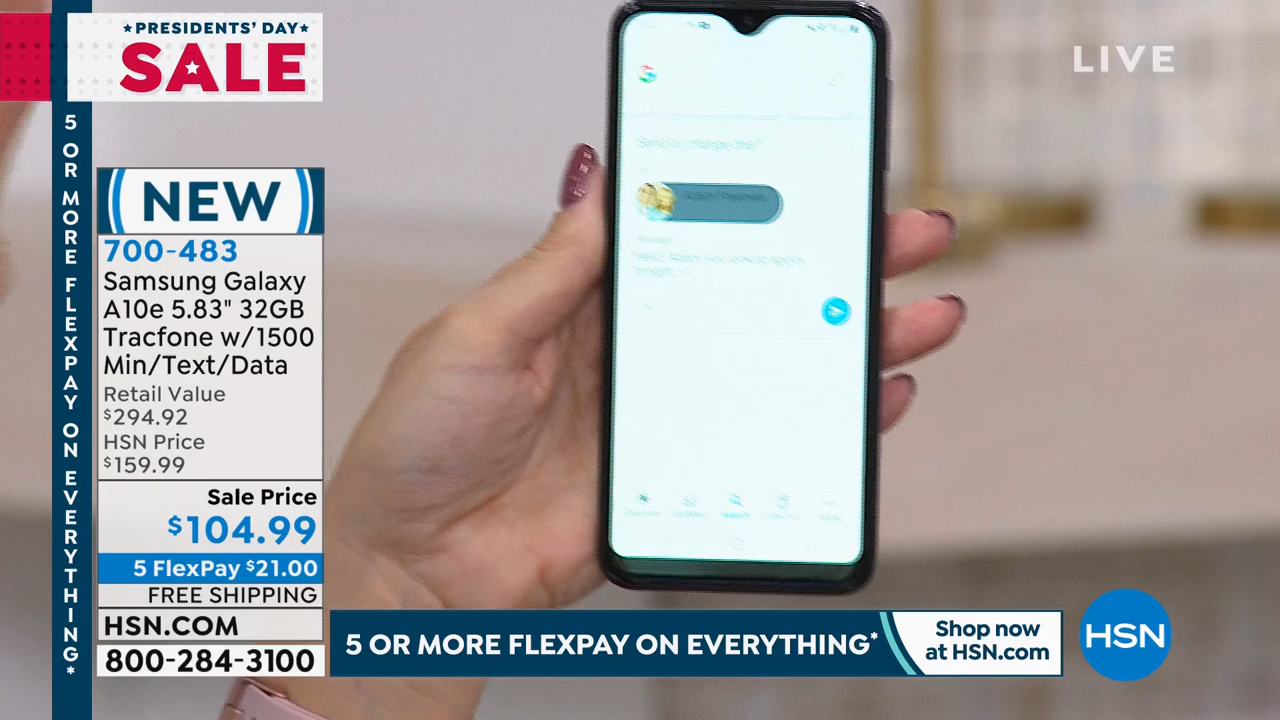 ★PRESIDENTS' DAY★
SALE
LIVE
5 OR MORE FLEXPAY ON EVERYTHING*
NEW
700-483
Samsung Galaxy
A10e 5.83" 32GB
Tracfone w/1500
Min/Text/Data
Retail Value
$294.92
HSN Price
$159.99
Sale Price
$104.99
5 FlexPay $21.00
FREE SHIPPING
HSN.COM
800-284-3100
5 OR MORE FLEXPAY ON EVERYTHING*
Shop now
at HSN.com
HSN